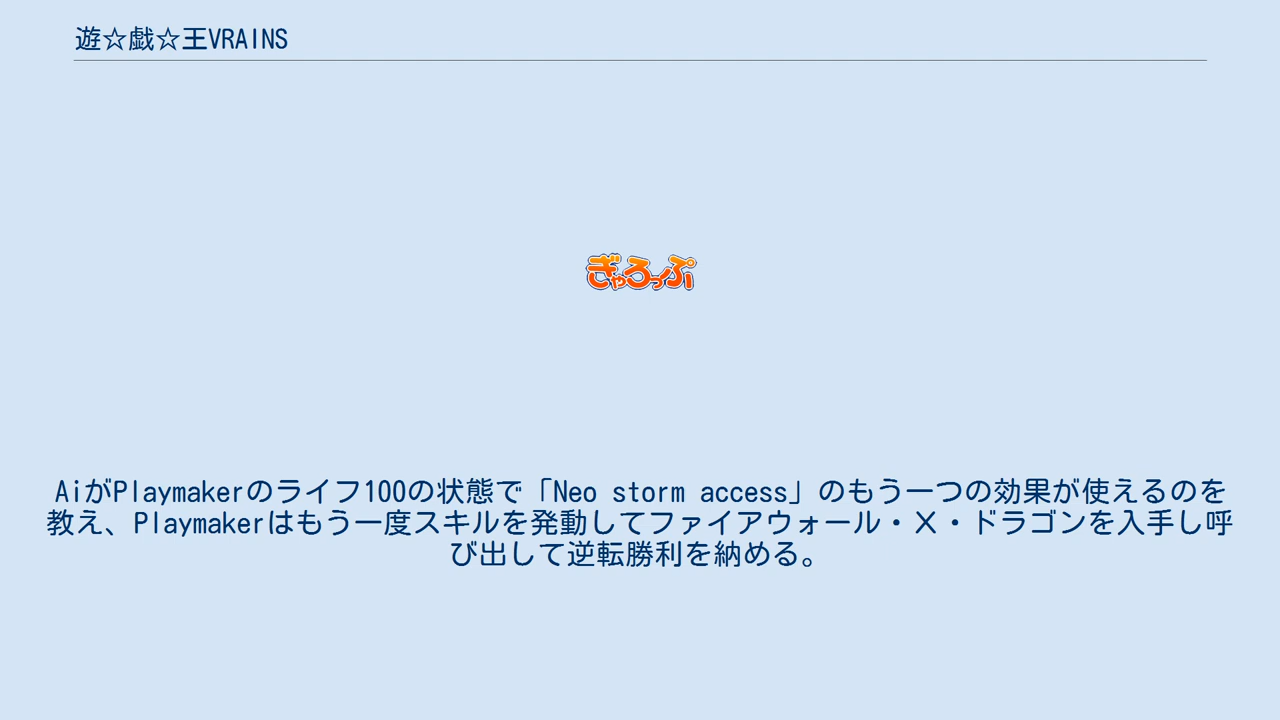 遊☆戯☆王VRAINS
ぎゃろっぷ
AiがPlaymakerのライフ100の状態で「Neo storm access」のもう一つの効果が使えるのを
教え、Playmakerはもう一度スキルを発動してファイアウォール・X・ドラゴンを入手し呼
び出して逆転勝利を納める。